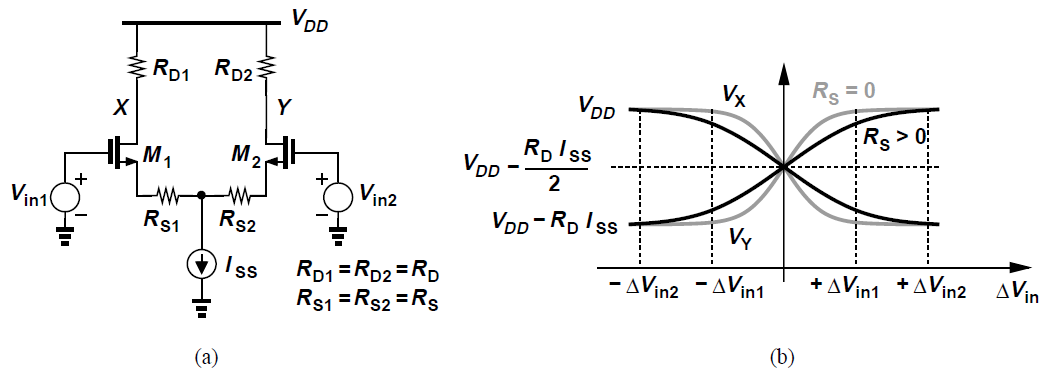 V_DD
R_D1
R_D2
X
Y
M_1
M_2
V_in1
+
−
R_S1
R_S2
+
−
V_in2
I_SS
R_D1 = R_D2 = R_D
R_S1 = R_S2 = R_S
(a)
V_X
R_S = 0
V_DD
R_S > 0
V_DD − R_D I_SS / 2
V_DD − R_D I_SS
V_Y
− ΔV_in2
− ΔV_in1
+ ΔV_in1
+ ΔV_in2
ΔV_in
(b)